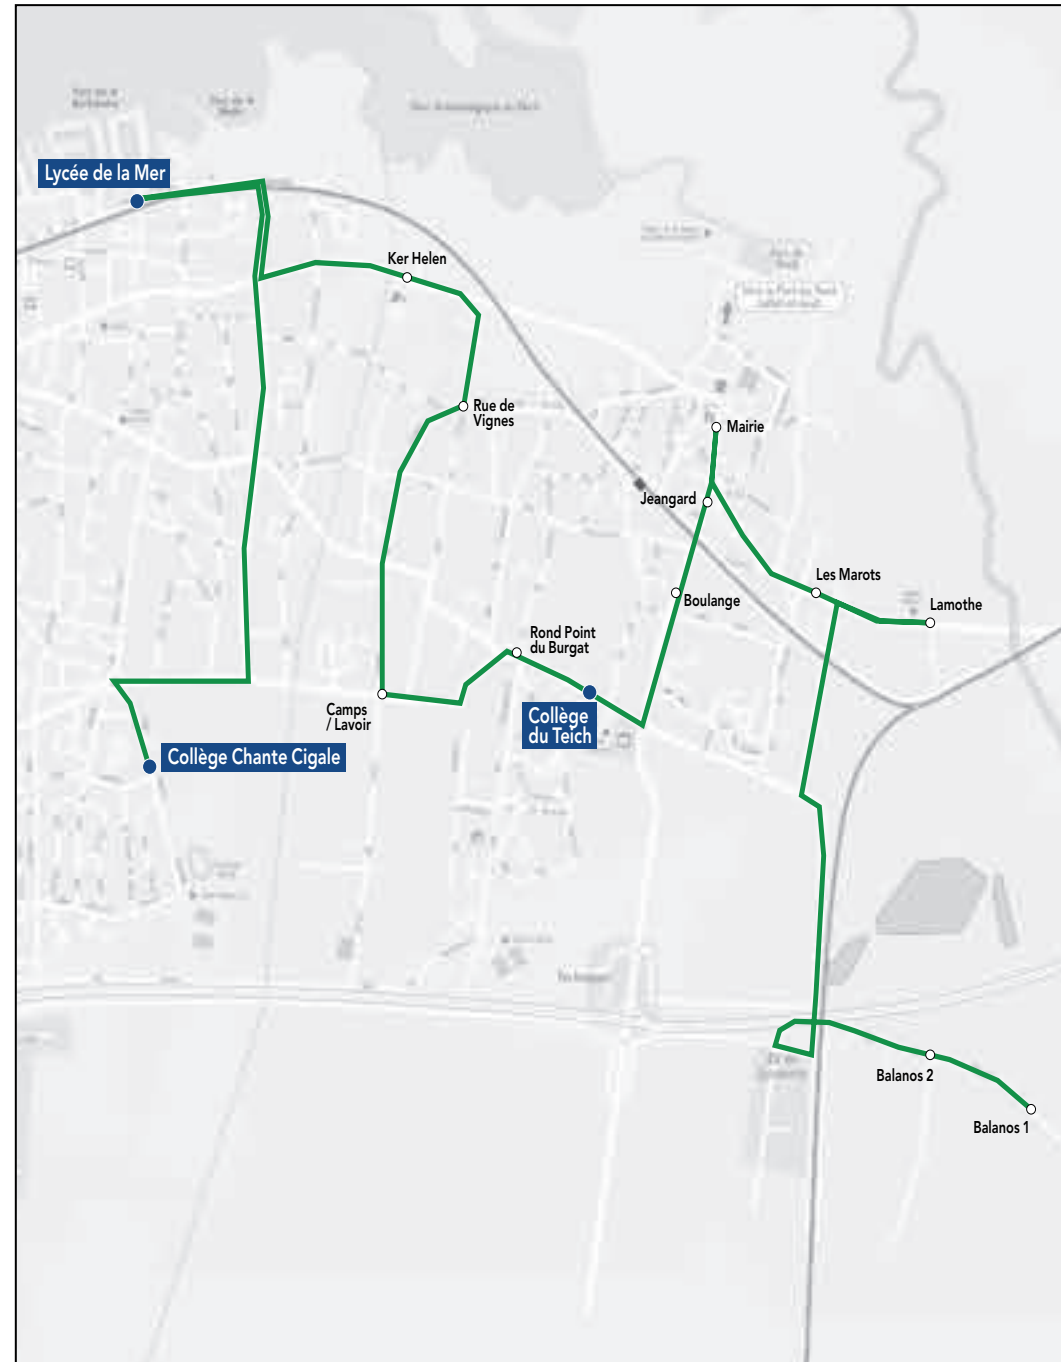 Lycée de la Mer
Ker Helen
Rue de
Vignes
Mairie
Jeangard
Les Marots
Boulange
Lamothe
Rond Point
du Burgat
Camps
/ Lavoir
Collège
du Teich
Collège Chante Cigale
Balanos 2
Balanos 1